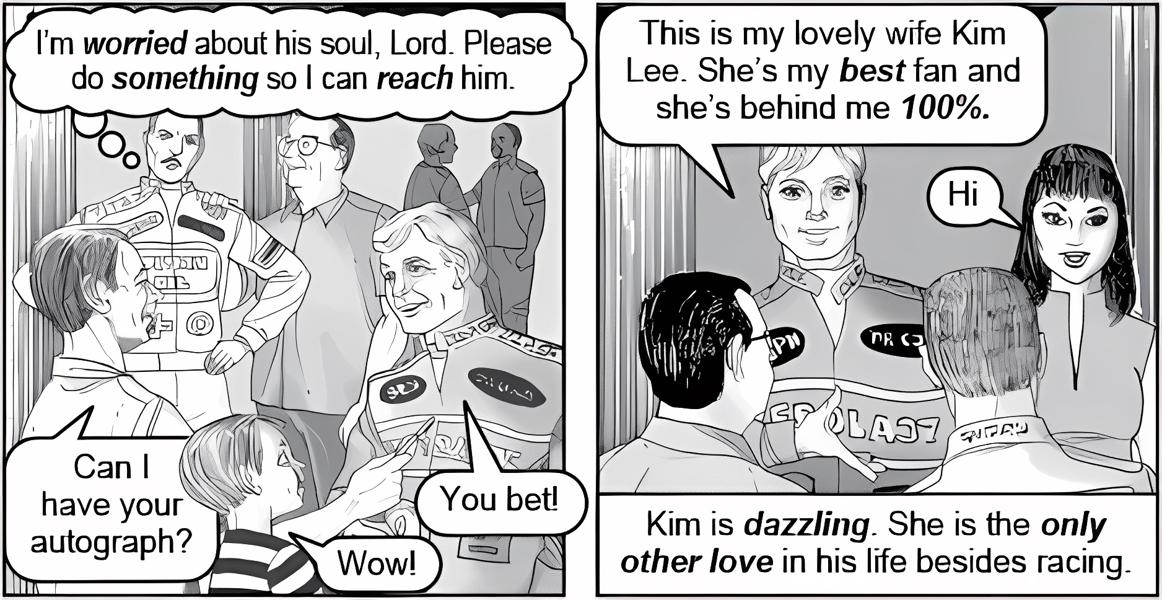 I'm worried about his soul, Lord. Please
do something so I can reach him.
Can I
have your
autograph?
Wow!
You bet!
This is my lovely wife Kim
Lee. She's my best fan and
she's behind me 100%.
Hi
Kim is dazzling. She is the only
other love in his life besides racing.